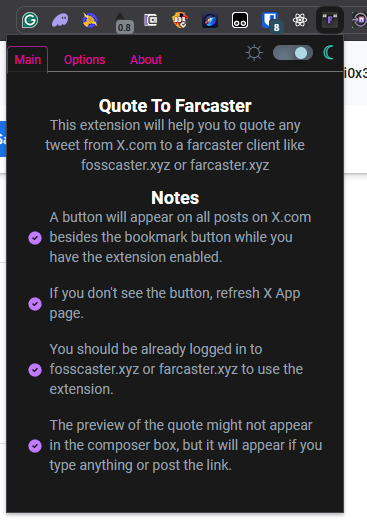 0.8
8
Main Options About
i0x3
Quote To Farcaster
This extension will help you to quote any
tweet from X.com to a farcaster client like
fosscaster.xyz or farcaster.xyz
Notes
A button will appear on all posts on X.com
besides the bookmark button while you
have the extension enabled.
If you don't see the button, refresh X App
page.
You should be already logged in to
fosscaster.xyz or farcaster.xyz to use the
extension.
The preview of the quote might not appear
in the composer box, but it will appear if you
type anything or post the link.